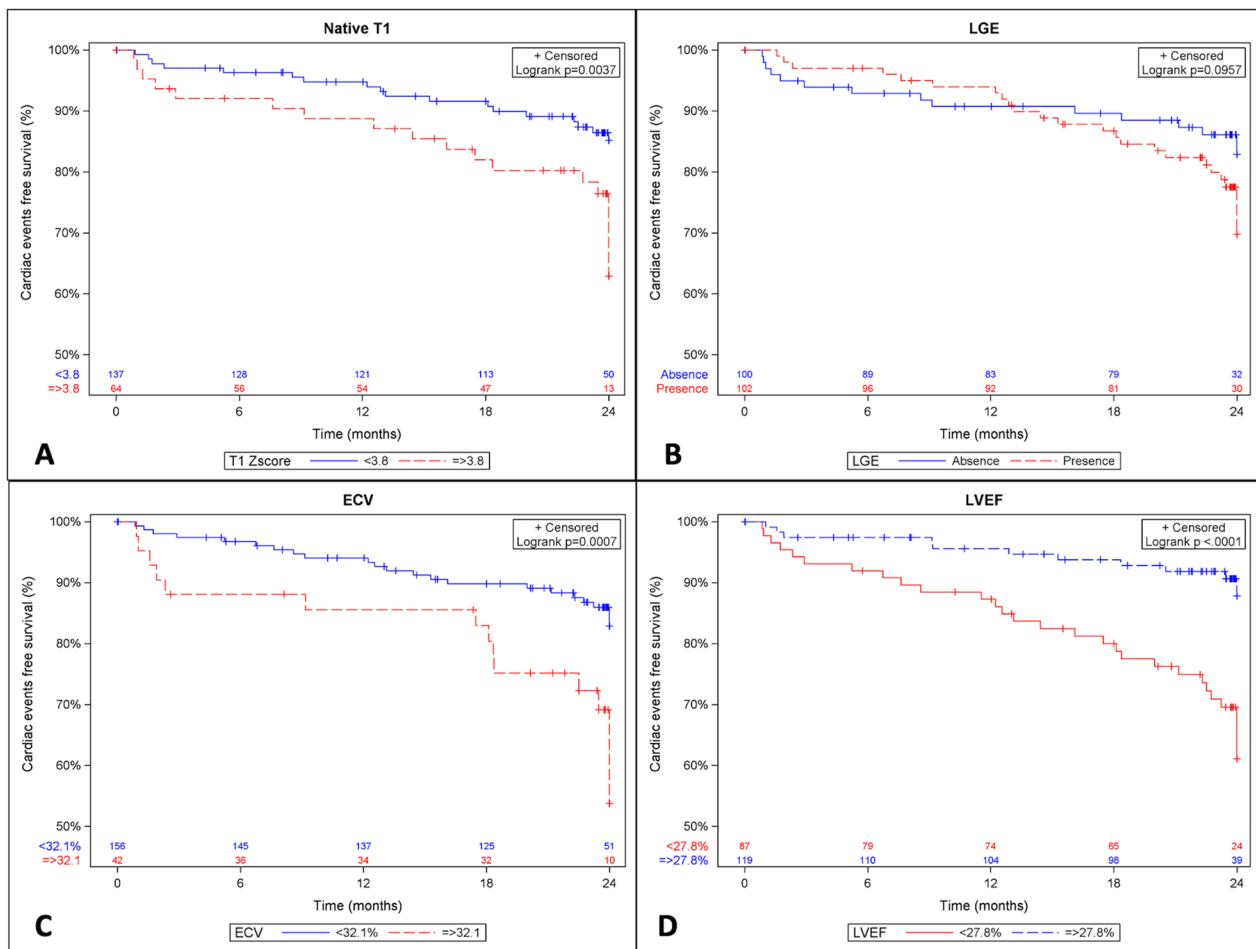 Native T1
+ Censored
Logrank p=0.0037
Cardiac events free survival (%)
100%
90%
80%
70%
60%
50%
<3.8 137 128 121 113 50
=>3.8 64 56 54 47 13
0 6 12 18 24
Time (months)
A
T1 Zscore <3.8 =>3.8
LGE
+ Censored
Logrank p=0.0957
Cardiac events free survival (%)
100%
90%
80%
70%
60%
50%
Absence 100 89 83 79 32
Presence 102 96 92 81 30
0 6 12 18 24
Time (months)
B
LGE Absence Presence
ECV
+ Censored
Logrank p=0.0007
Cardiac events free survival (%)
100%
90%
80%
70%
60%
50%
<32.1% 156 145 137 125 51
=>32.1 42 36 34 32 10
0 6 12 18 24
Time (months)
C
ECV <32.1% =>32.1
LVEF
+ Censored
Logrank p <.0001
Cardiac events free survival (%)
100%
90%
80%
70%
60%
50%
<27.8% 87 79 74 65 24
=>27.8% 119 110 104 98 39
0 6 12 18 24
Time (months)
D
LVEF <27.8% =>27.8%